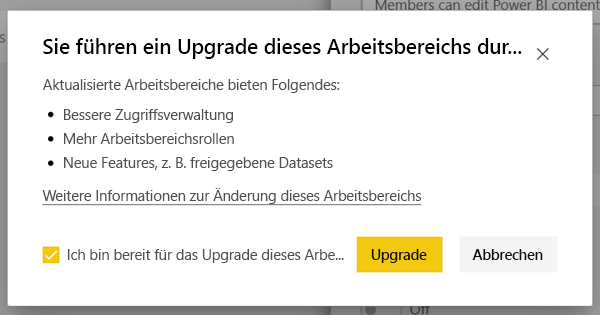 Members can edit Power BI content
Sie führen ein Upgrade dieses Arbeitsbereichs dur...
Aktualisierte Arbeitsbereiche bieten Folgendes:
• Bessere Zugriffsverwaltung
• Mehr Arbeitsbereichsrollen
• Neue Features, z. B. freigegebene Datasets
Weitere Informationen zur Änderung dieses Arbeitsbereichs
Ich bin bereit für das Upgrade dieses Arbe... Upgrade Abbrechen
Off